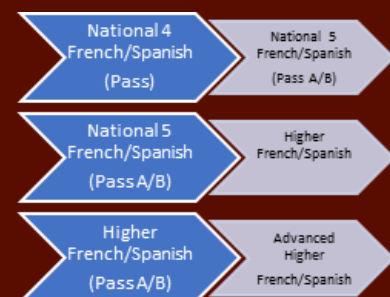 National 4
French/Spanish
(Pass)
National 5
French/Spanish
(Pass A/B)
National 5
French/Spanish
(Pass A/B)
Higher
French/Spanish
Higher
French/Spanish
(Pass A/B)
Advanced
Higher
French/Spanish